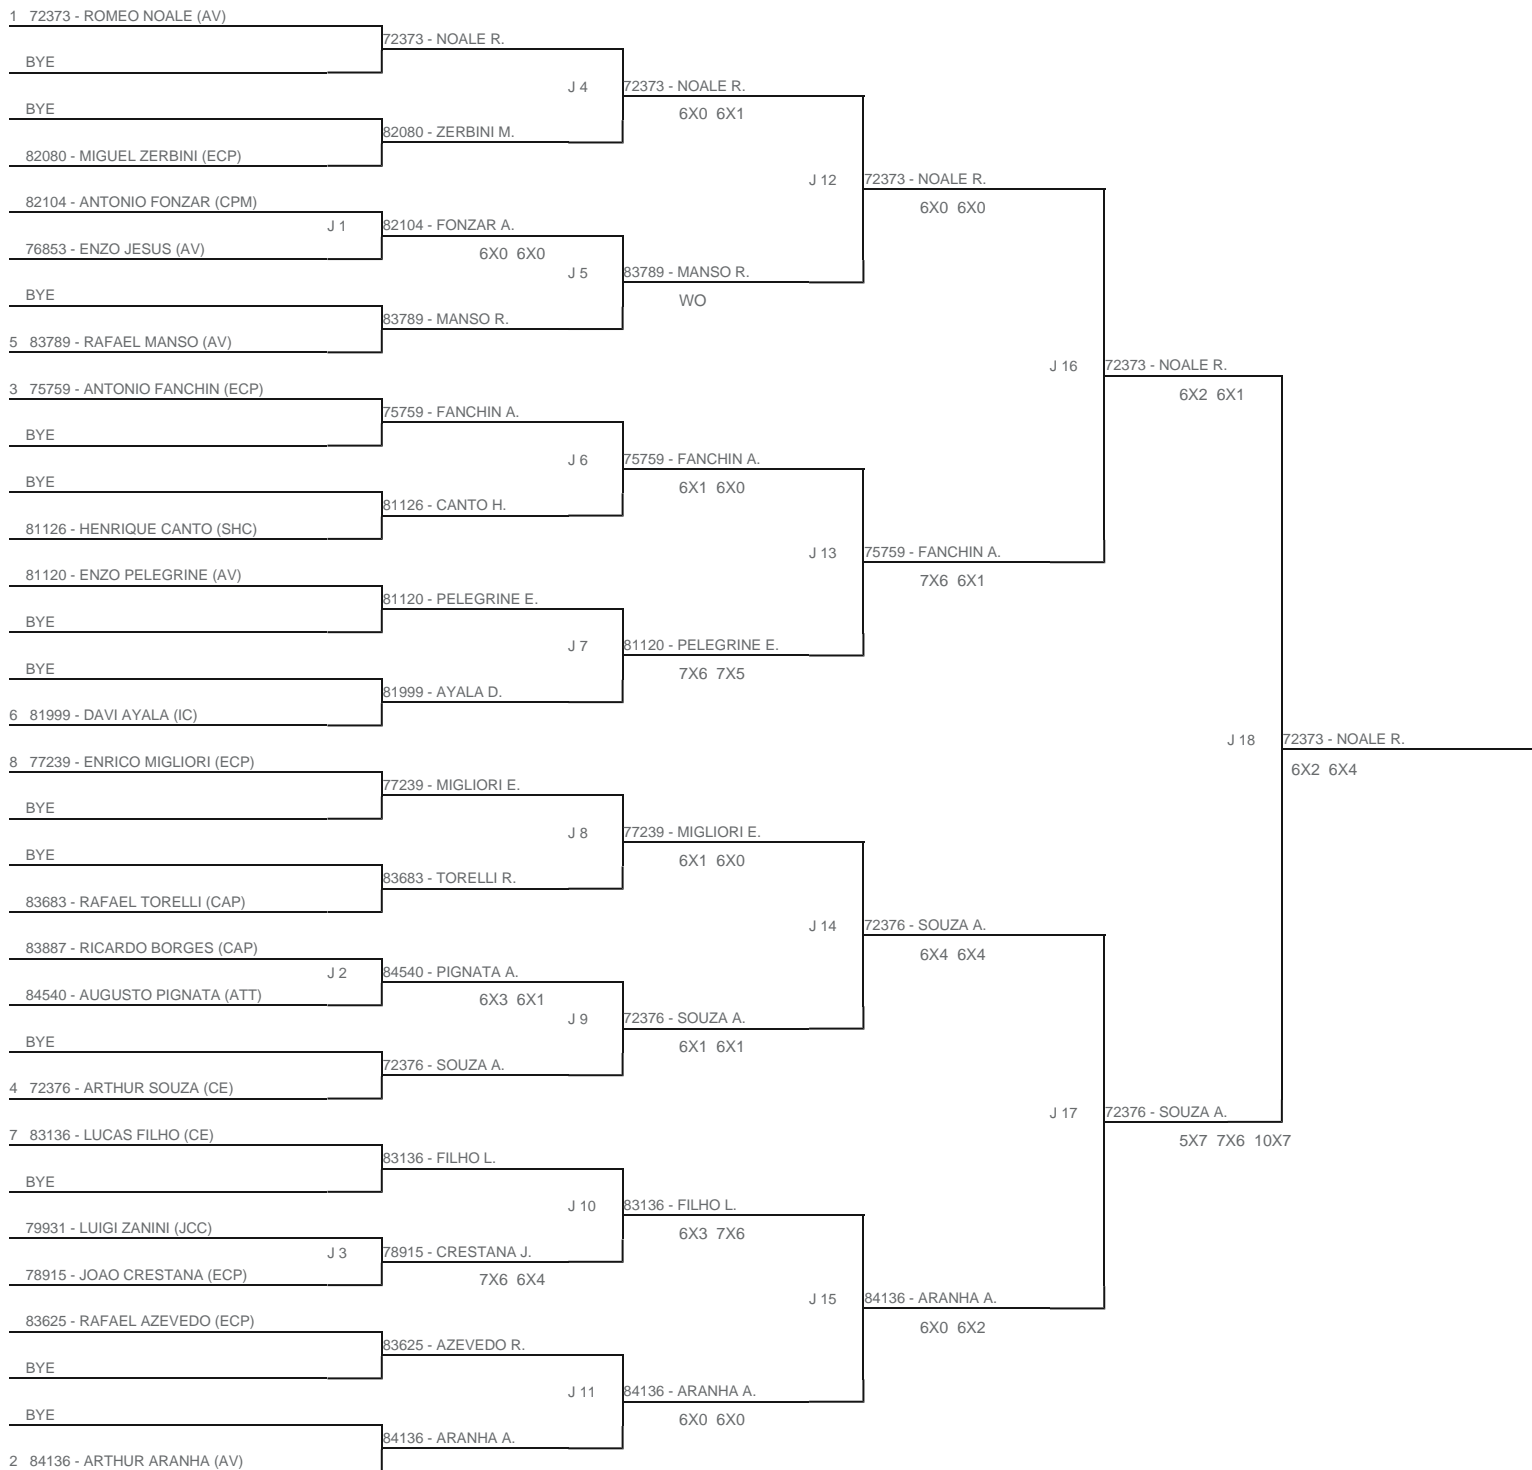 1 72373 - ROMEO NOALE (AV)
72373 - NOALE R.
BYE
J 4
72373 - NOALE R.
6X0 6X1
BYE
82080 - ZERBINI M.
82080 - MIGUEL ZERBINI (ECP)
J 12
72373 - NOALE R.
6X0 6X0
82104 - ANTONIO FONZAR (CPM)
J 1
82104 - FONZAR A.
6X0 6X0
76853 - ENZO JESUS (AV)
J 5
83789 - MANSO R.
WO
BYE
83789 - MANSO R.
5 83789 - RAFAEL MANSO (AV)
J 16
72373 - NOALE R.
6X2 6X1
3 75759 - ANTONIO FANCHIN (ECP)
75759 - FANCHIN A.
BYE
J 6
75759 - FANCHIN A.
6X1 6X0
BYE
81126 - CANTO H.
81126 - HENRIQUE CANTO (SHC)
J 13
75759 - FANCHIN A.
7X6 6X1
81120 - ENZO PELEGRINE (AV)
81120 - PELEGRINE E.
BYE
J 7
81120 - PELEGRINE E.
7X6 7X5
BYE
81999 - AYALA D.
6 81999 - DAVI AYALA (IC)
J 18
72373 - NOALE R.
6X2 6X4
8 77239 - ENRICO MIGLIORI (ECP)
77239 - MIGLIORI E.
BYE
J 8
77239 - MIGLIORI E.
6X1 6X0
BYE
83683 - TORELLI R.
83683 - RAFAEL TORELLI (CAP)
J 14
72376 - SOUZA A.
6X4 6X4
83887 - RICARDO BORGES (CAP)
J 2
84540 - PIGNATA A.
6X3 6X1
84540 - AUGUSTO PIGNATA (ATT)
J 9
72376 - SOUZA A.
6X1 6X1
BYE
72376 - SOUZA A.
4 72376 - ARTHUR SOUZA (CE)
J 17
72376 - SOUZA A.
5X7 7X6 10X7
7 83136 - LUCAS FILHO (CE)
83136 - FILHO L.
BYE
J 10
83136 - FILHO L.
6X3 7X6
79931 - LUIGI ZANINI (JCC)
J 3
78915 - CRESTANA J.
7X6 6X4
78915 - JOAO CRESTANA (ECP)
J 15
84136 - ARANHA A.
6X0 6X2
83625 - RAFAEL AZEVEDO (ECP)
83625 - AZEVEDO R.
BYE
J 11
84136 - ARANHA A.
6X0 6X0
BYE
84136 - ARANHA A.
2 84136 - ARTHUR ARANHA (AV)